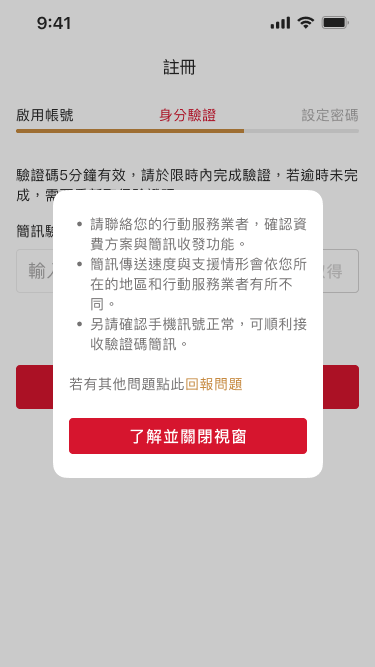 9:41
註冊
啟用帳號
身分驗證
設定密碼
驗證碼5分鐘有效，請於限時內完成驗證，若逾時未完
成，需
簡訊驗
輸入
取得
• 請聯絡您的行動服務業者，確認資
費方案與簡訊收發功能。
• 簡訊傳送速度與支援情形會依您所
在的地區和行動服務業者有所不
同。
• 另請確認手機訊號正常，可順利接
收驗證碼簡訊。
若有其他問題點此回報問題
了解並關閉視窗